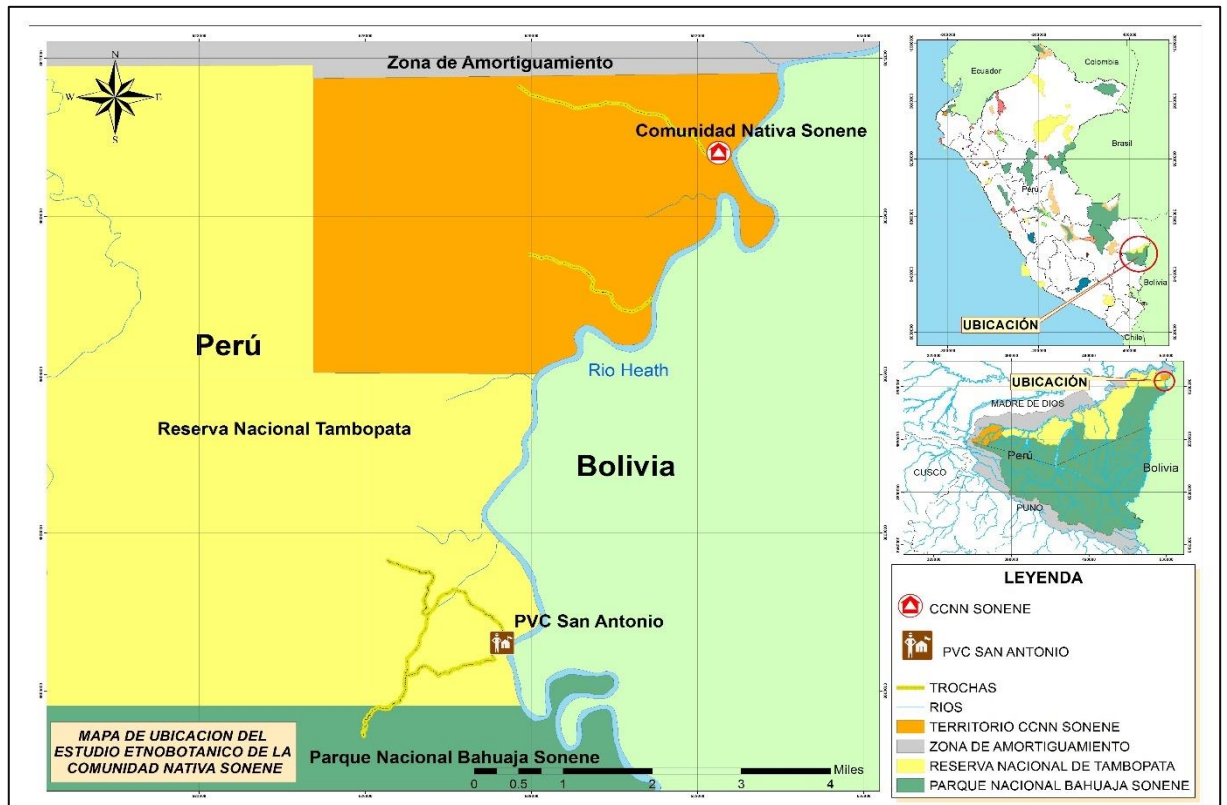 N
W
E
S
Zona de Amortiguamiento
Comunidad Nativa Sonene
Perú
Rio Heath
Reserva Nacional Tambopata
Bolivia
PVC San Antonio
Parque Nacional Bahuaja Sonene
MAPA DE UBICACION DEL
ESTUDIO ETNOBOTANICO DE LA
COMUNIDAD NATIVA SONENE
0 0.5 1 2 3 4
Miles
Colombia
Ecuador
Brasil
Perú
Bolivia
UBICACIÓN
Chile
UBICACIÓN
MADRE DE DIOS
Perú
Bolivia
CUSCO
PUNO
LEYENDA
CCNN SONENE
PVC SAN ANTONIO
TROCHAS
RIOS
TERRITORIO CCNN SONENE
ZONA DE AMORTIGUAMIENTO
RESERVA NACIONAL DE TAMBOPATA
PARQUE NACIONAL BAHUAJA SONENE